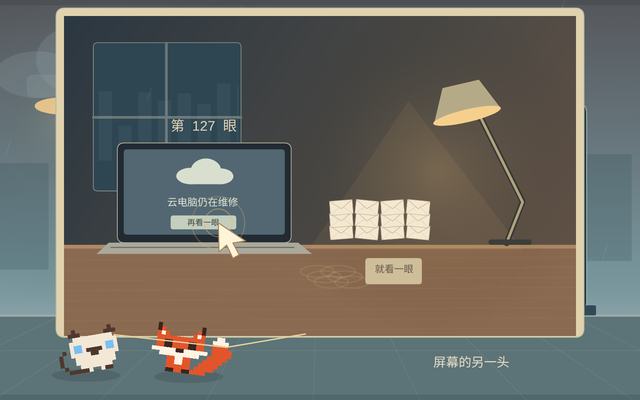 第 127 眼
云电脑仍在维修
再看一眼
就看一眼
屏幕的另一头